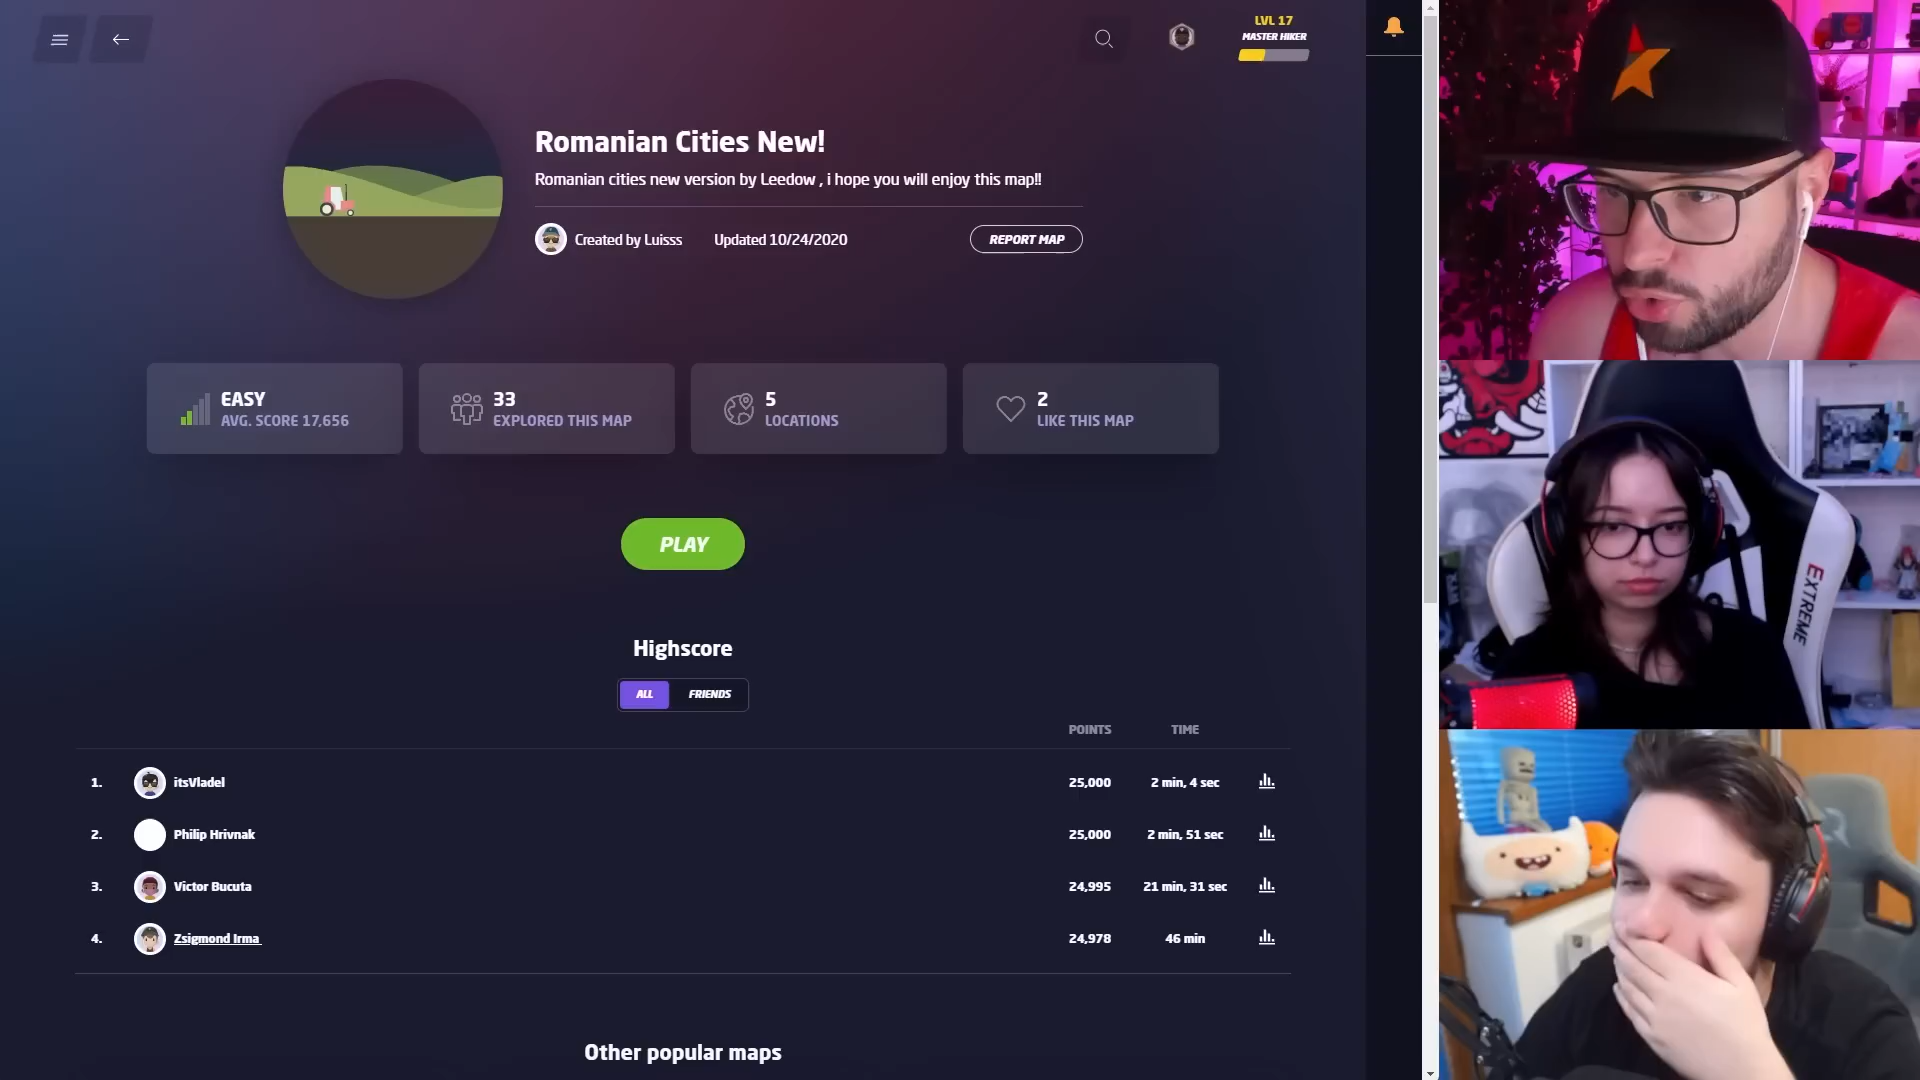 LVL 17
MASTER HIKER
Romanian Cities New!
Romanian cities new version by Leedow , i hope you will enjoy this map!!
Created by Luisss
Updated 10/24/2020
REPORT MAP
EASY
AVG. SCORE 17,656
33
EXPLORED THIS MAP
5
LOCATIONS
2
LIKE THIS MAP
PLAY
Highscore
ALL
FRIENDS
POINTS
TIME
1.
itsVladel
25,000
2 min, 4 sec
2.
Philip Hrivnak
25,000
2 min, 51 sec
3.
Victor Bucuta
24,995
21 min, 31 sec
4.
Zsigmond Irma
24,978
46 min
Other popular maps
EXTREME